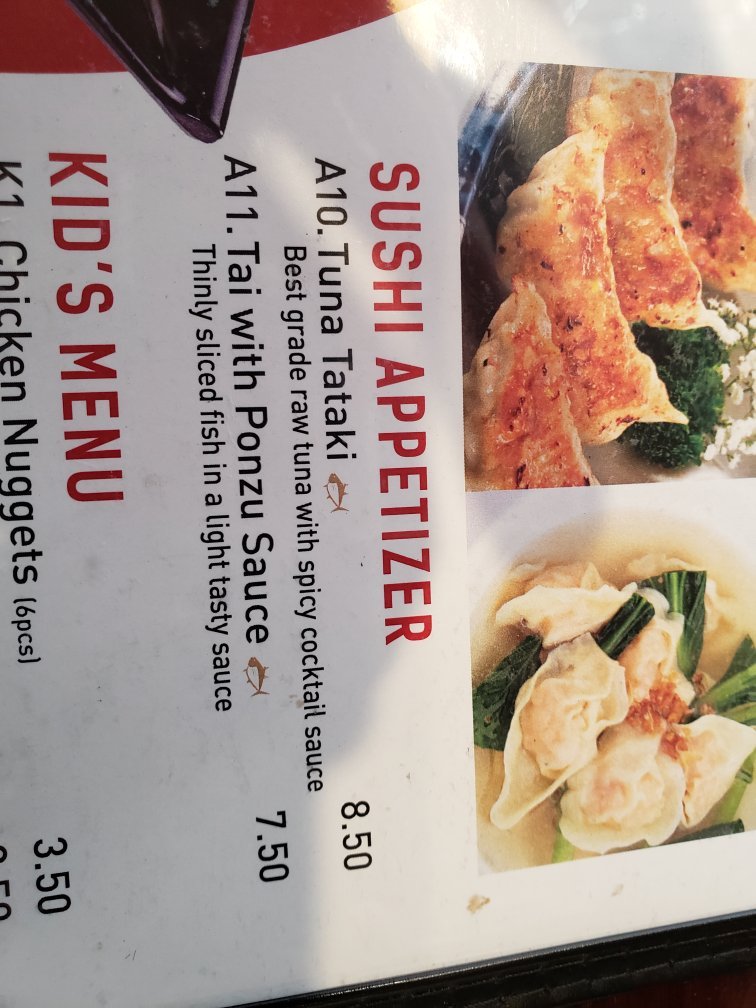 SUSHI APPETIZER
A10. Tuna Tataki 8.50
Best grade raw tuna with spicy cocktail sauce
A11. Tai with Ponzu Sauce 7.50
Thinly sliced fish in a light tasty sauce
KID'S MENU
K1. Chicken Nuggets (6pcs) 3.50